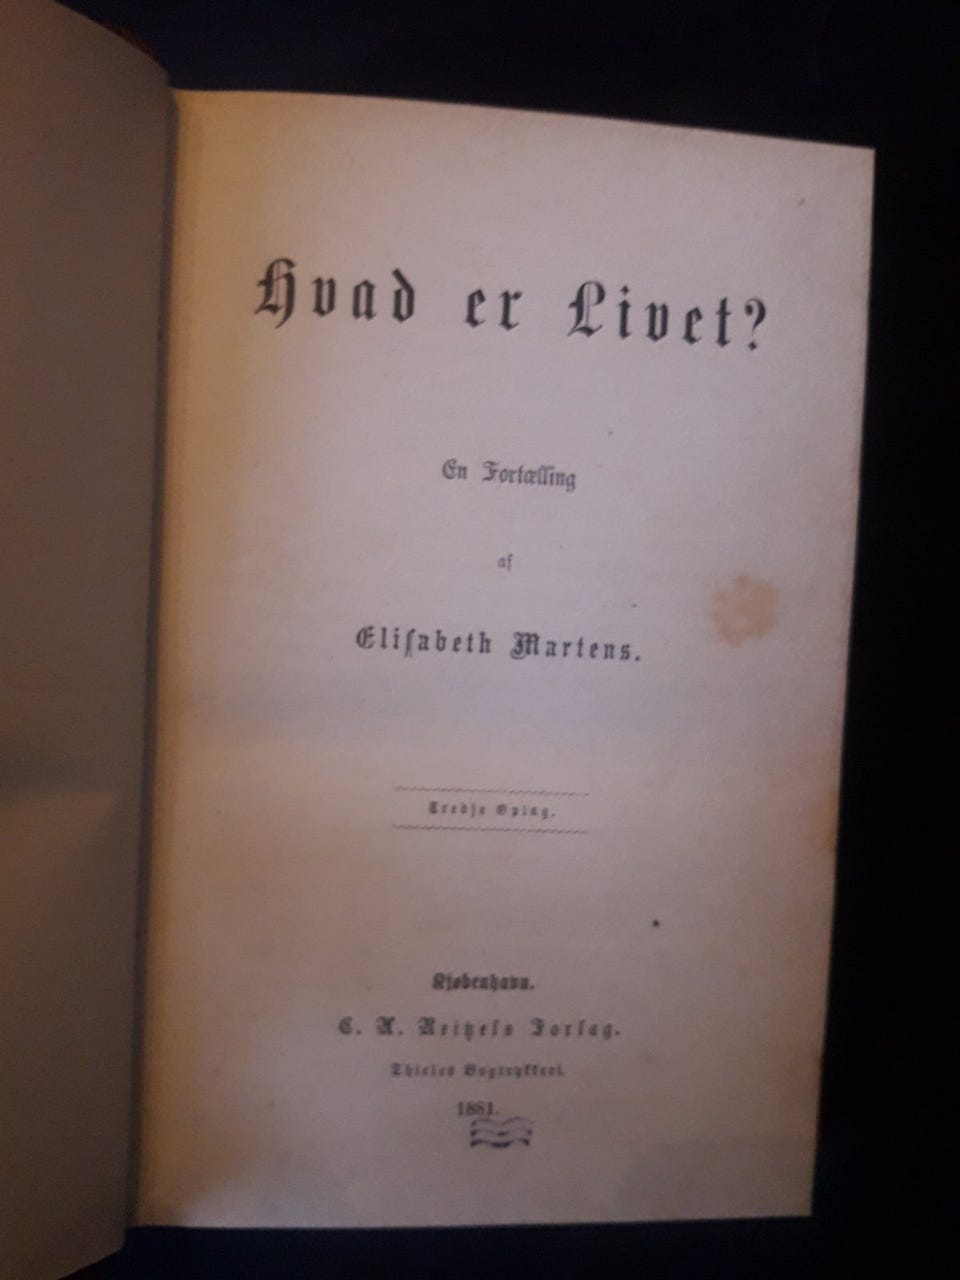 Hvad er Livet?
En Fortælling
af
Eliſabeth Martens.
Tredje Oplag.
Kjøbenhavn.
C. A. Reitzels Forlag.
Thieles Bogtrykkeri.
1881.